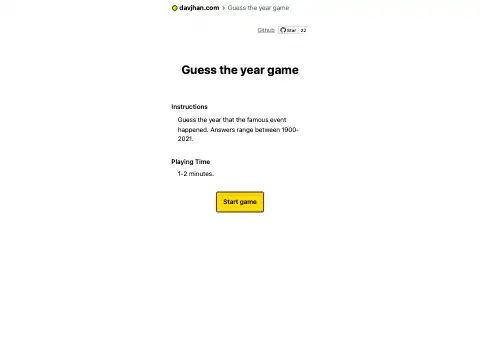 davjhan.com > Guess the year game
Github Star 22
Guess the year game
Instructions
Guess the year that the famous event
happened. Answers range between 1900-
2021.
Playing Time
1-2 minutes.
Start game